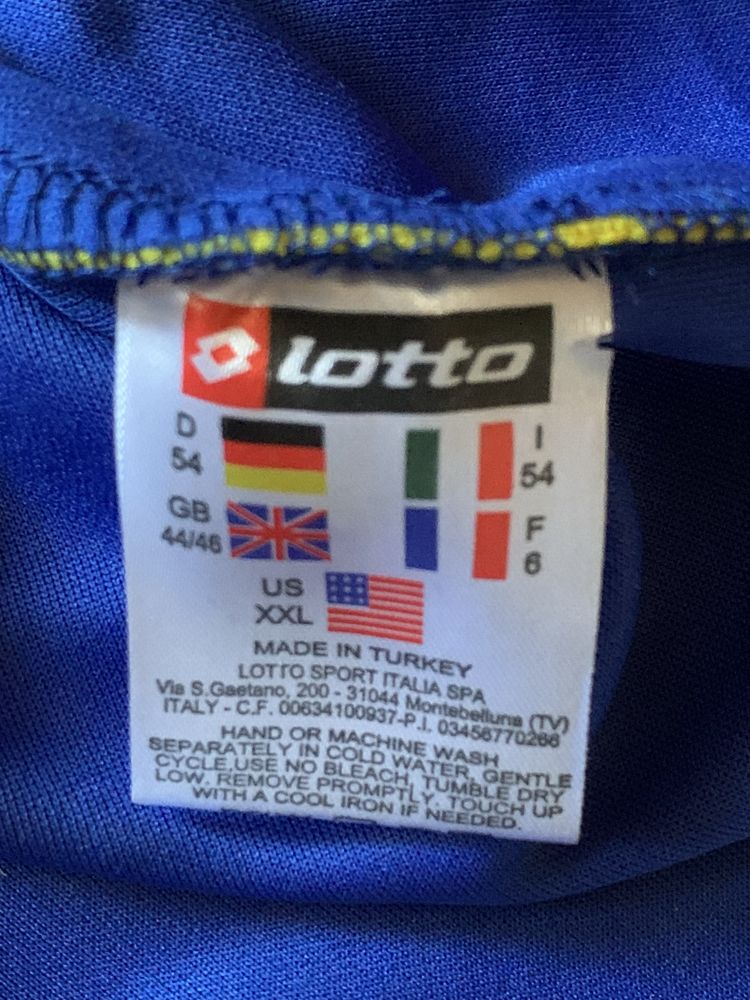 lotto
D
54
I
54
GB
44/46
F
6
US
XXL
MADE IN TURKEY
LOTTO SPORT ITALIA SPA
Via S.Gaetano, 200 - 31044 Montebelluna (TV)
ITALY - C.F. 00634100937-P.I. 03456770266
HAND OR MACHINE WASH
SEPARATELY IN COLD WATER, GENTLE
CYCLE,USE NO BLEACH, TUMBLE DRY
LOW. REMOVE PROMPTLY. TOUCH UP
WITH A COOL IRON IF NEEDED.